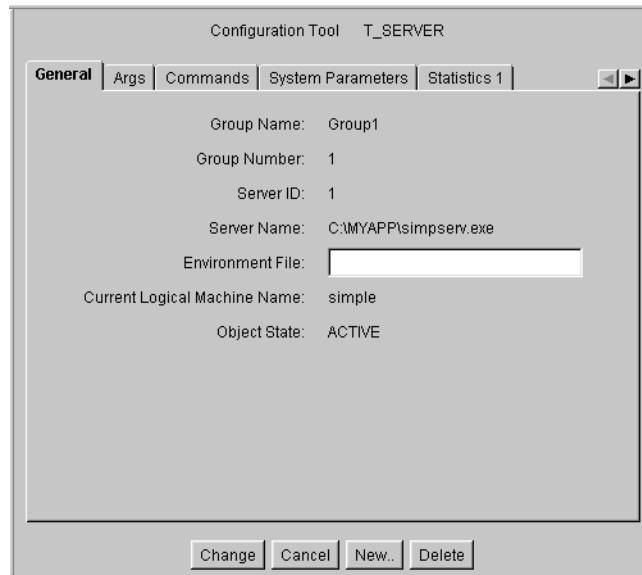 Configuration Tool T_SERVER
General Args Commands System Parameters Statistics 1
Group Name: Group1
Group Number: 1
Server ID: 1
Server Name: C:\MYAPP\simpserv.exe
Environment File:
Current Logical Machine Name: simple
Object State: ACTIVE
Change Cancel New.. Delete